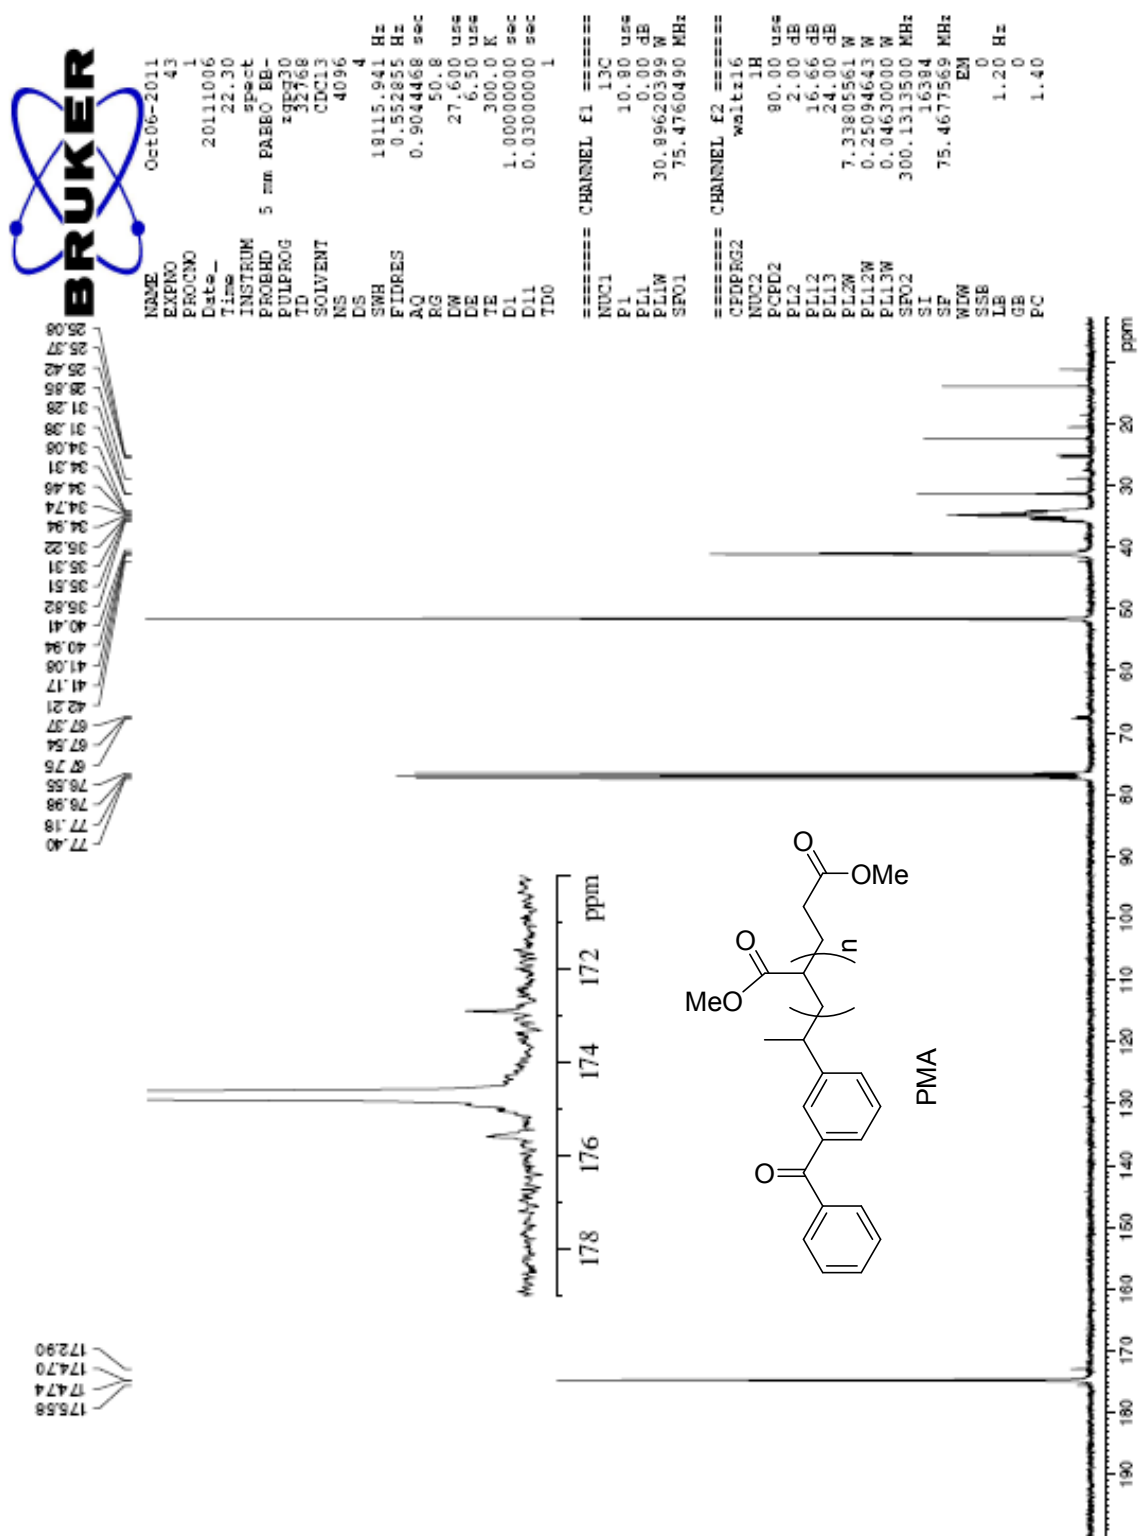 BRUKER
NAME Oct06-2011
EXPNO 43
PROCNO 1
Date_ 20111006
Time 22.30
INSTRUM spect
PROBHD 5 mm PABBO BB-
PULPROG zgpg30
TD 32768
SOLVENT CDCl3
NS 4096
DS 4
SWH 18115.941 Hz
FIDRES 0.552855 Hz
AQ 0.9044468 sec
RG 50.8
DW 27.600 use
DE 6.50 use
TE 300.0 K
D1 1.00000000 sec
D11 0.03000000 sec
TD0 1
======== CHANNEL f1 ========
NUC1 13C
P1 10.80 use
PL1 0.00 dB
PL1W 30.89620399 W
SFO1 75.4760490 MHz
======== CHANNEL f2 ========
CPDPRG2 waltz16
NUC2 1H
PCPD2 80.00 use
PL2 2.00 dB
PL12 16.66 dB
PL13 24.00 dB
PL2W 7.33805561 W
PL12W 0.25094643 W
PL13W 0.04630000 W
SFO2 300.1313500 MHz
SI 16384
SF 75.4677569 MHz
WDW EM
SSB 0
LB 1.20 Hz
GB 0
PC 1.40
175.58
174.74
174.70
172.90
77.40
77.18
76.98
76.55
67.75
67.54
67.37
42.21
41.17
41.08
40.94
40.41
35.82
35.51
35.31
35.22
34.94
34.74
34.46
34.31
34.08
31.38
31.28
28.85
25.42
25.37
25.08
178 176 174 172 ppm
O
MeO
O
OMe
O
n
PMA
190 180 170 160 150 140 130 120 110 100 90 80 70 60 50 40 30 20 ppm